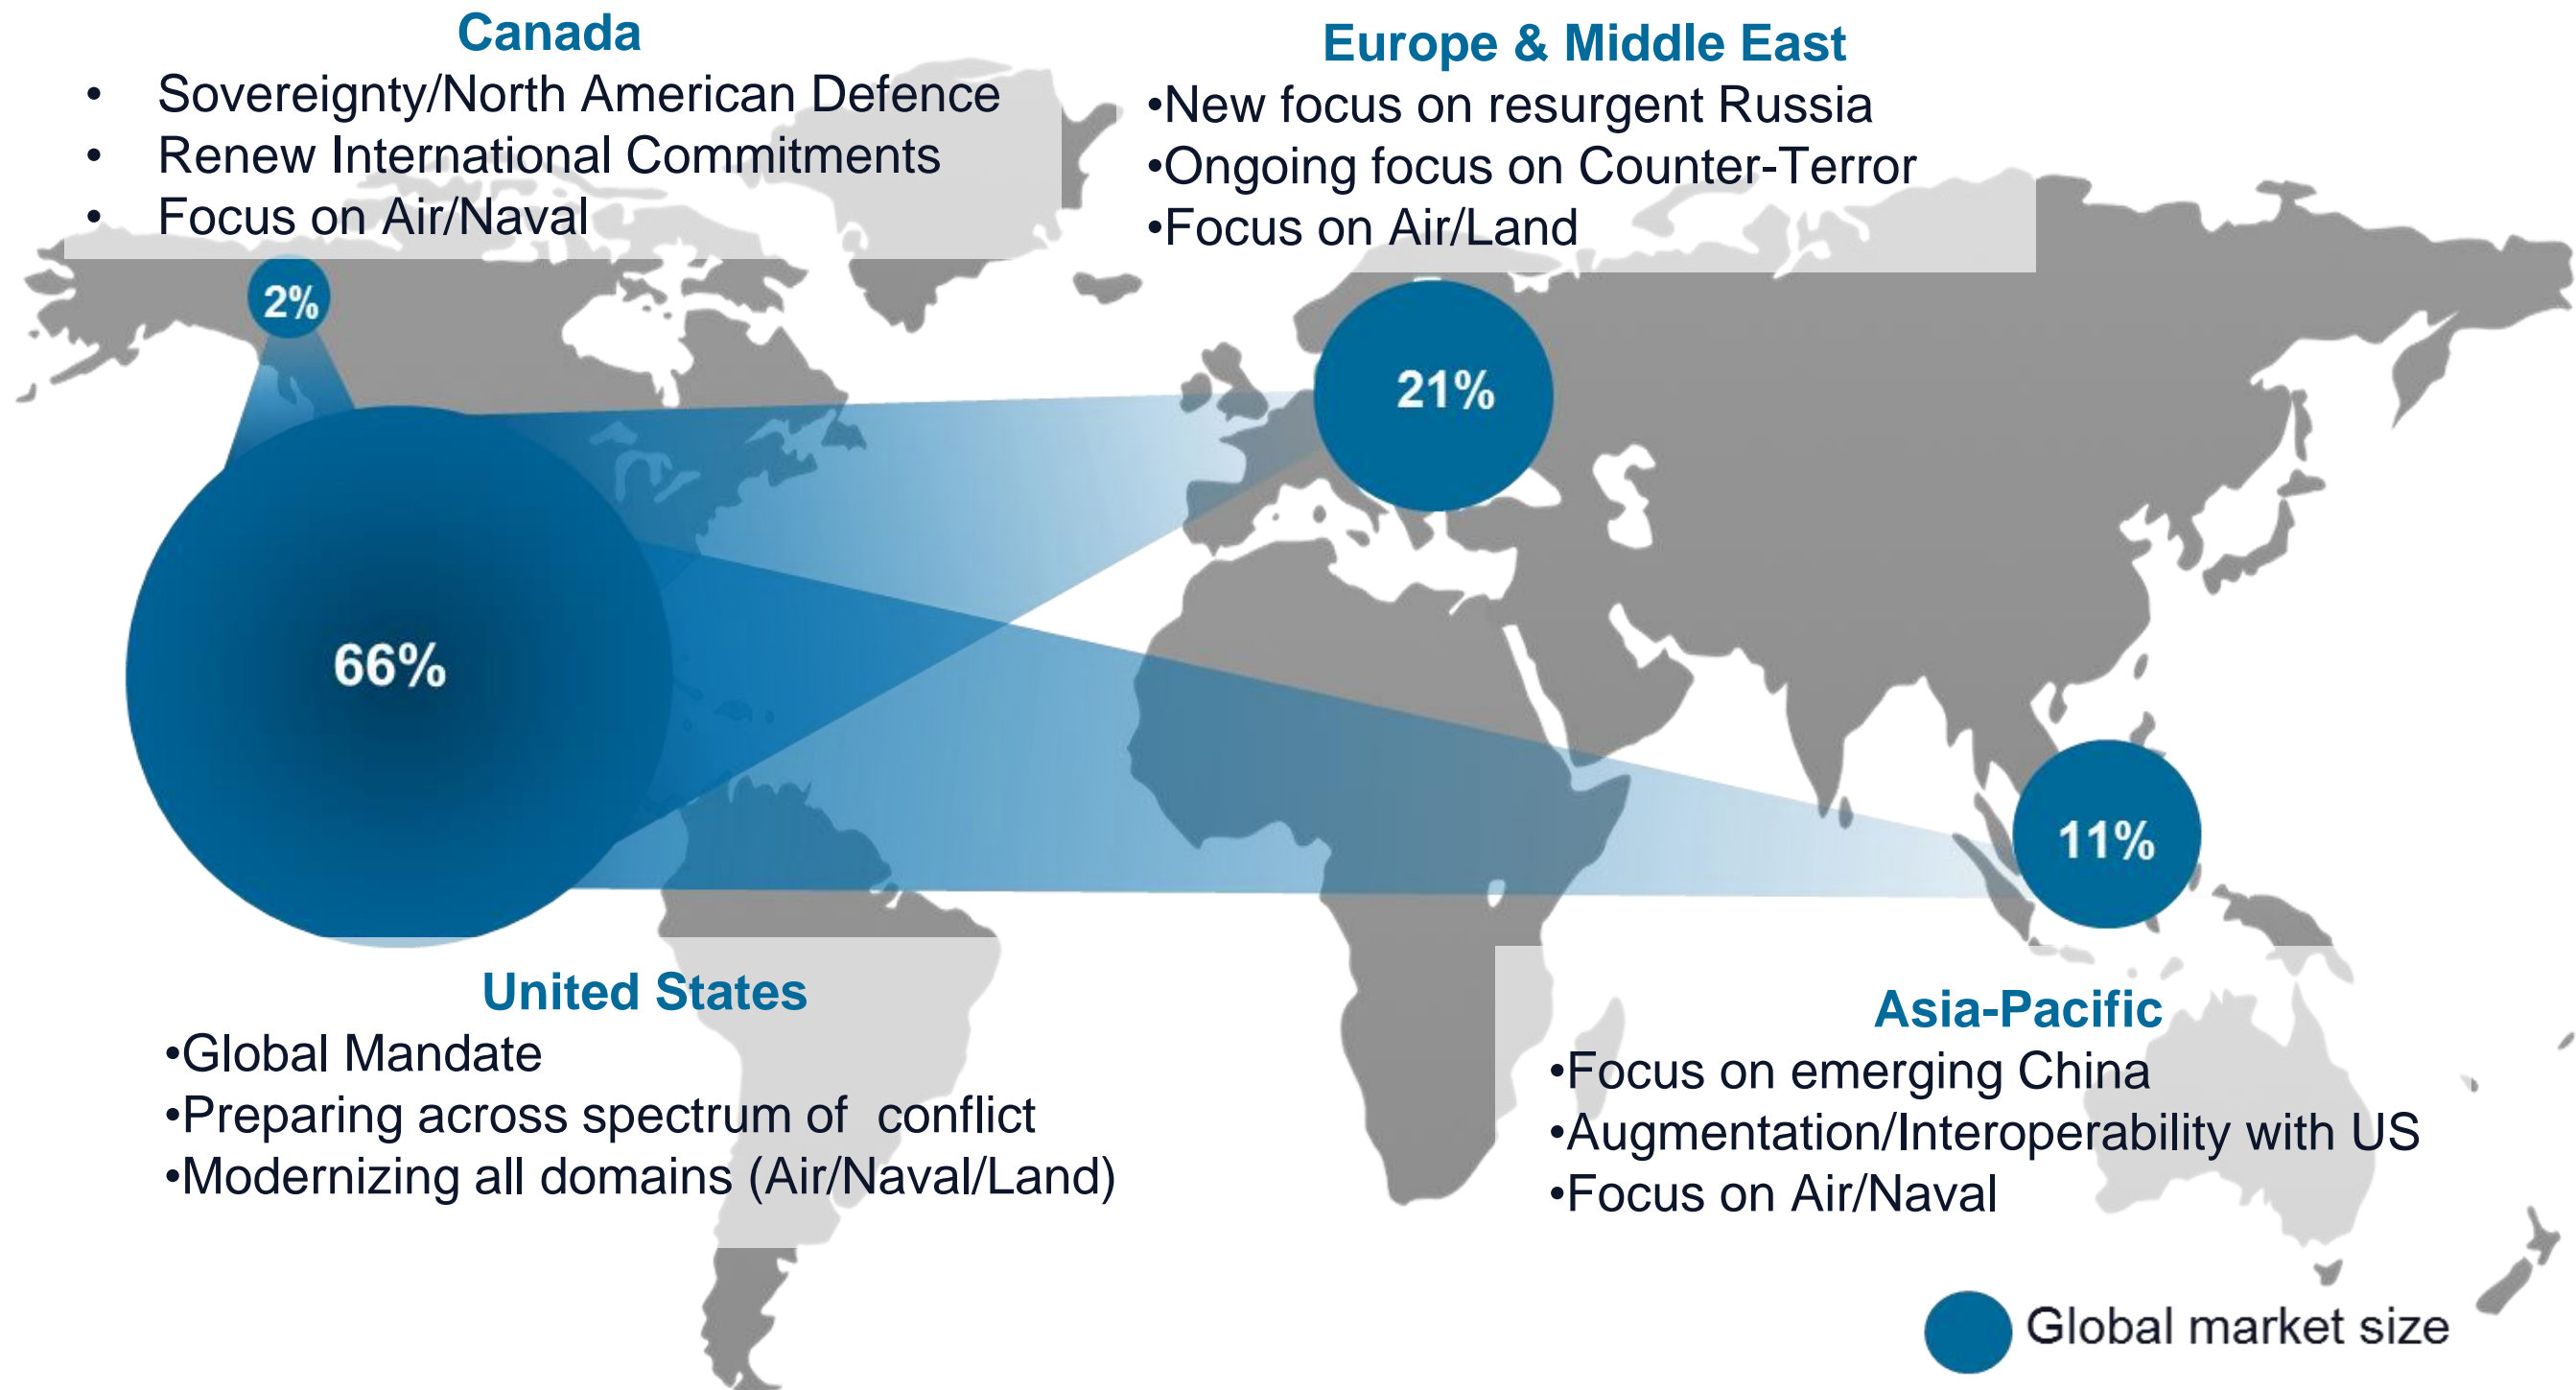 Canada
• Sovereignty/North American Defence
• Renew International Commitments
• Focus on Air/Naval
Europe & Middle East
•New focus on resurgent Russia
•Ongoing focus on Counter-Terror
•Focus on Air/Land
2%
21%
66%
11%
United States
•Global Mandate
•Preparing across spectrum of  conflict
•Modernizing all domains (Air/Naval/Land)
Asia-Pacific
•Focus on emerging China
•Augmentation/Interoperability with US
•Focus on Air/Naval
Global market size